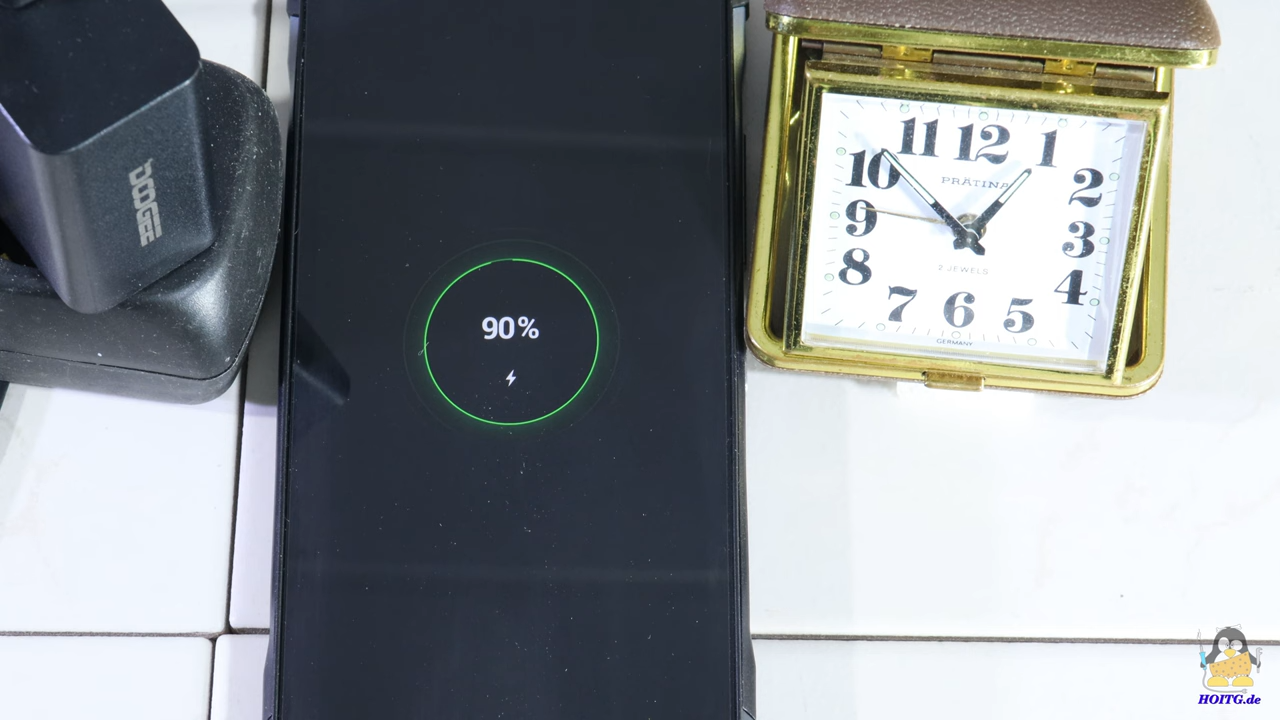 DOOGEE
90%
11 12 1
10 2
PRÄTINA
9 3
2 JEWELS
8 4
7 6 5
GERMANY
HOITG.de